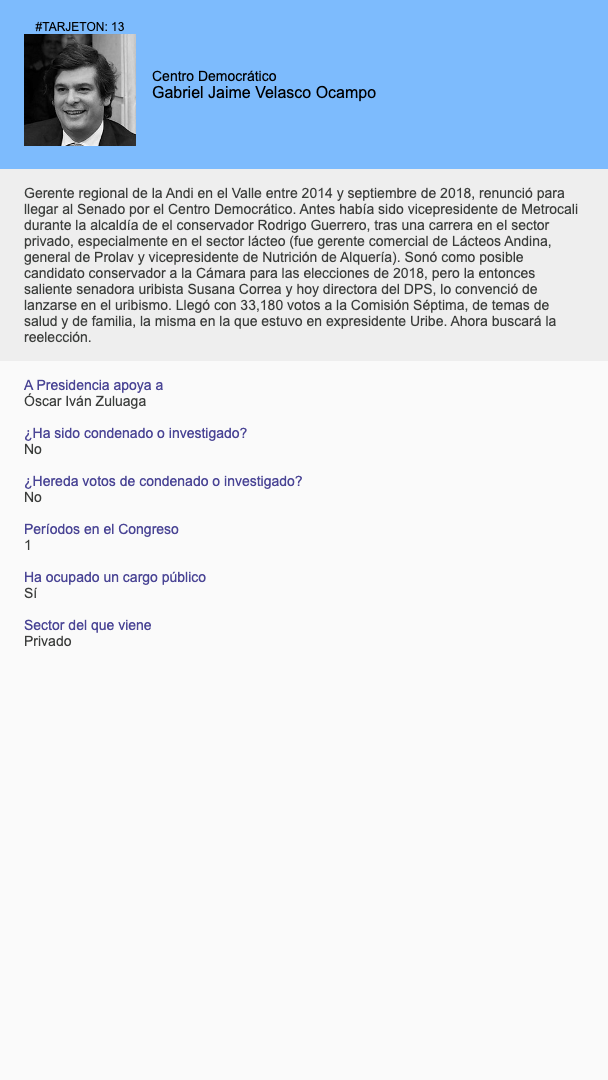 #TARJETON: 13
Centro Democrático
Gabriel Jaime Velasco Ocampo
Gerente regional de la Andi en el Valle entre 2014 y septiembre de 2018, renunció para
llegar al Senado por el Centro Democrático. Antes había sido vicepresidente de Metrocali
durante la alcaldía de el conservador Rodrigo Guerrero, tras una carrera en el sector
privado, especialmente en el sector lácteo (fue gerente comercial de Lácteos Andina,
general de Prolav y vicepresidente de Nutrición de Alquería). Sonó como posible
candidato conservador a la Cámara para las elecciones de 2018, pero la entonces
saliente senadora uribista Susana Correa y hoy directora del DPS, lo convenció de
lanzarse en el uribismo. Llegó con 33,180 votos a la Comisión Séptima, de temas de
salud y de familia, la misma en la que estuvo en expresidente Uribe. Ahora buscará la
reelección.
A Presidencia apoya a
Óscar Iván Zuluaga
¿Ha sido condenado o investigado?
No
¿Hereda votos de condenado o investigado?
No
Períodos en el Congreso
1
Ha ocupado un cargo público
Sí
Sector del que viene
Privado